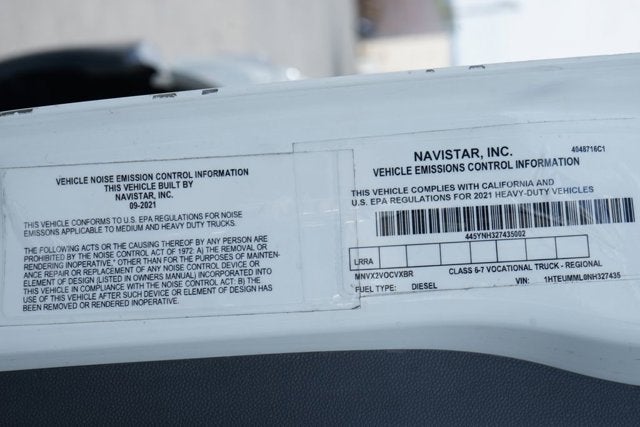 VEHICLE NOISE EMISSION CONTROL INFORMATION
THIS VEHICLE BUILT BY
NAVISTAR, INC.
09-2021
THIS VEHICLE CONFORMS TO U.S. EPA REGULATIONS FOR NOISE
EMISSIONS APPLICABLE TO MEDIUM AND HEAVY DUTY TRUCKS.
THE FOLLOWING ACTS OR THE CAUSING THEREOF BY ANY PERSON ARE
PROHIBITED BY THE NOISE CONTROL ACT OF 1972: A) THE REMOVAL OR
RENDERING INOPERATIVE, OTHER THAN FOR PURPOSES OF MAINTEN-
ANCE REPAIR OR REPLACEMENT OF ANY NOISE CONTROL DEVICE OR
ELEMENT OF DESIGN (LISTED IN OWNERS MANUAL) INCORPORATED INTO
THIS VEHICLE IN COMPLIANCE WITH THE NOISE CONTROL ACT: B) THE
USE OF THIS VEHICLE AFTER SUCH DEVICE OR ELEMENT OF DESIGN HAS
BEEN REMOVED OR RENDERED INOPERATIVE.
NAVISTAR, INC. 4048716C1
VEHICLE EMISSIONS CONTROL INFORMATION
THIS VEHICLE COMPLIES WITH CALIFORNIA AND
U.S. EPA REGULATIONS FOR 2021 HEAVY-DUTY VEHICLES
445YNH327435002
LRRA
MNVX2VOCVXBR CLASS 6-7 VOCATIONAL TRUCK - REGIONAL
FUEL TYPE: DIESEL VIN: 1HTEUMML0NH327435